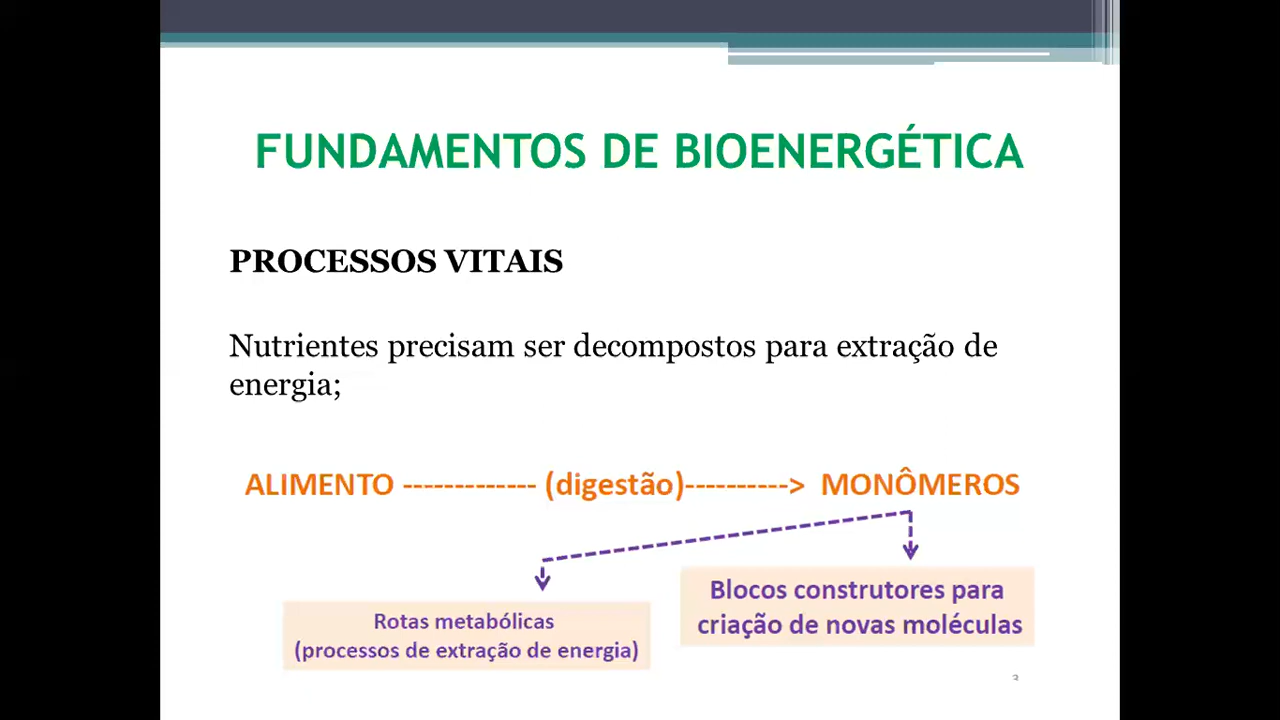 FUNDAMENTOS DE BIOENERGÉTICA
PROCESSOS VITAIS
Nutrientes precisam ser decompostos para extração de
energia;
ALIMENTO ------------- (digestão)----------> MONÔMEROS
Blocos construtores para
criação de novas moléculas
Rotas metabólicas
(processos de extração de energia)
3